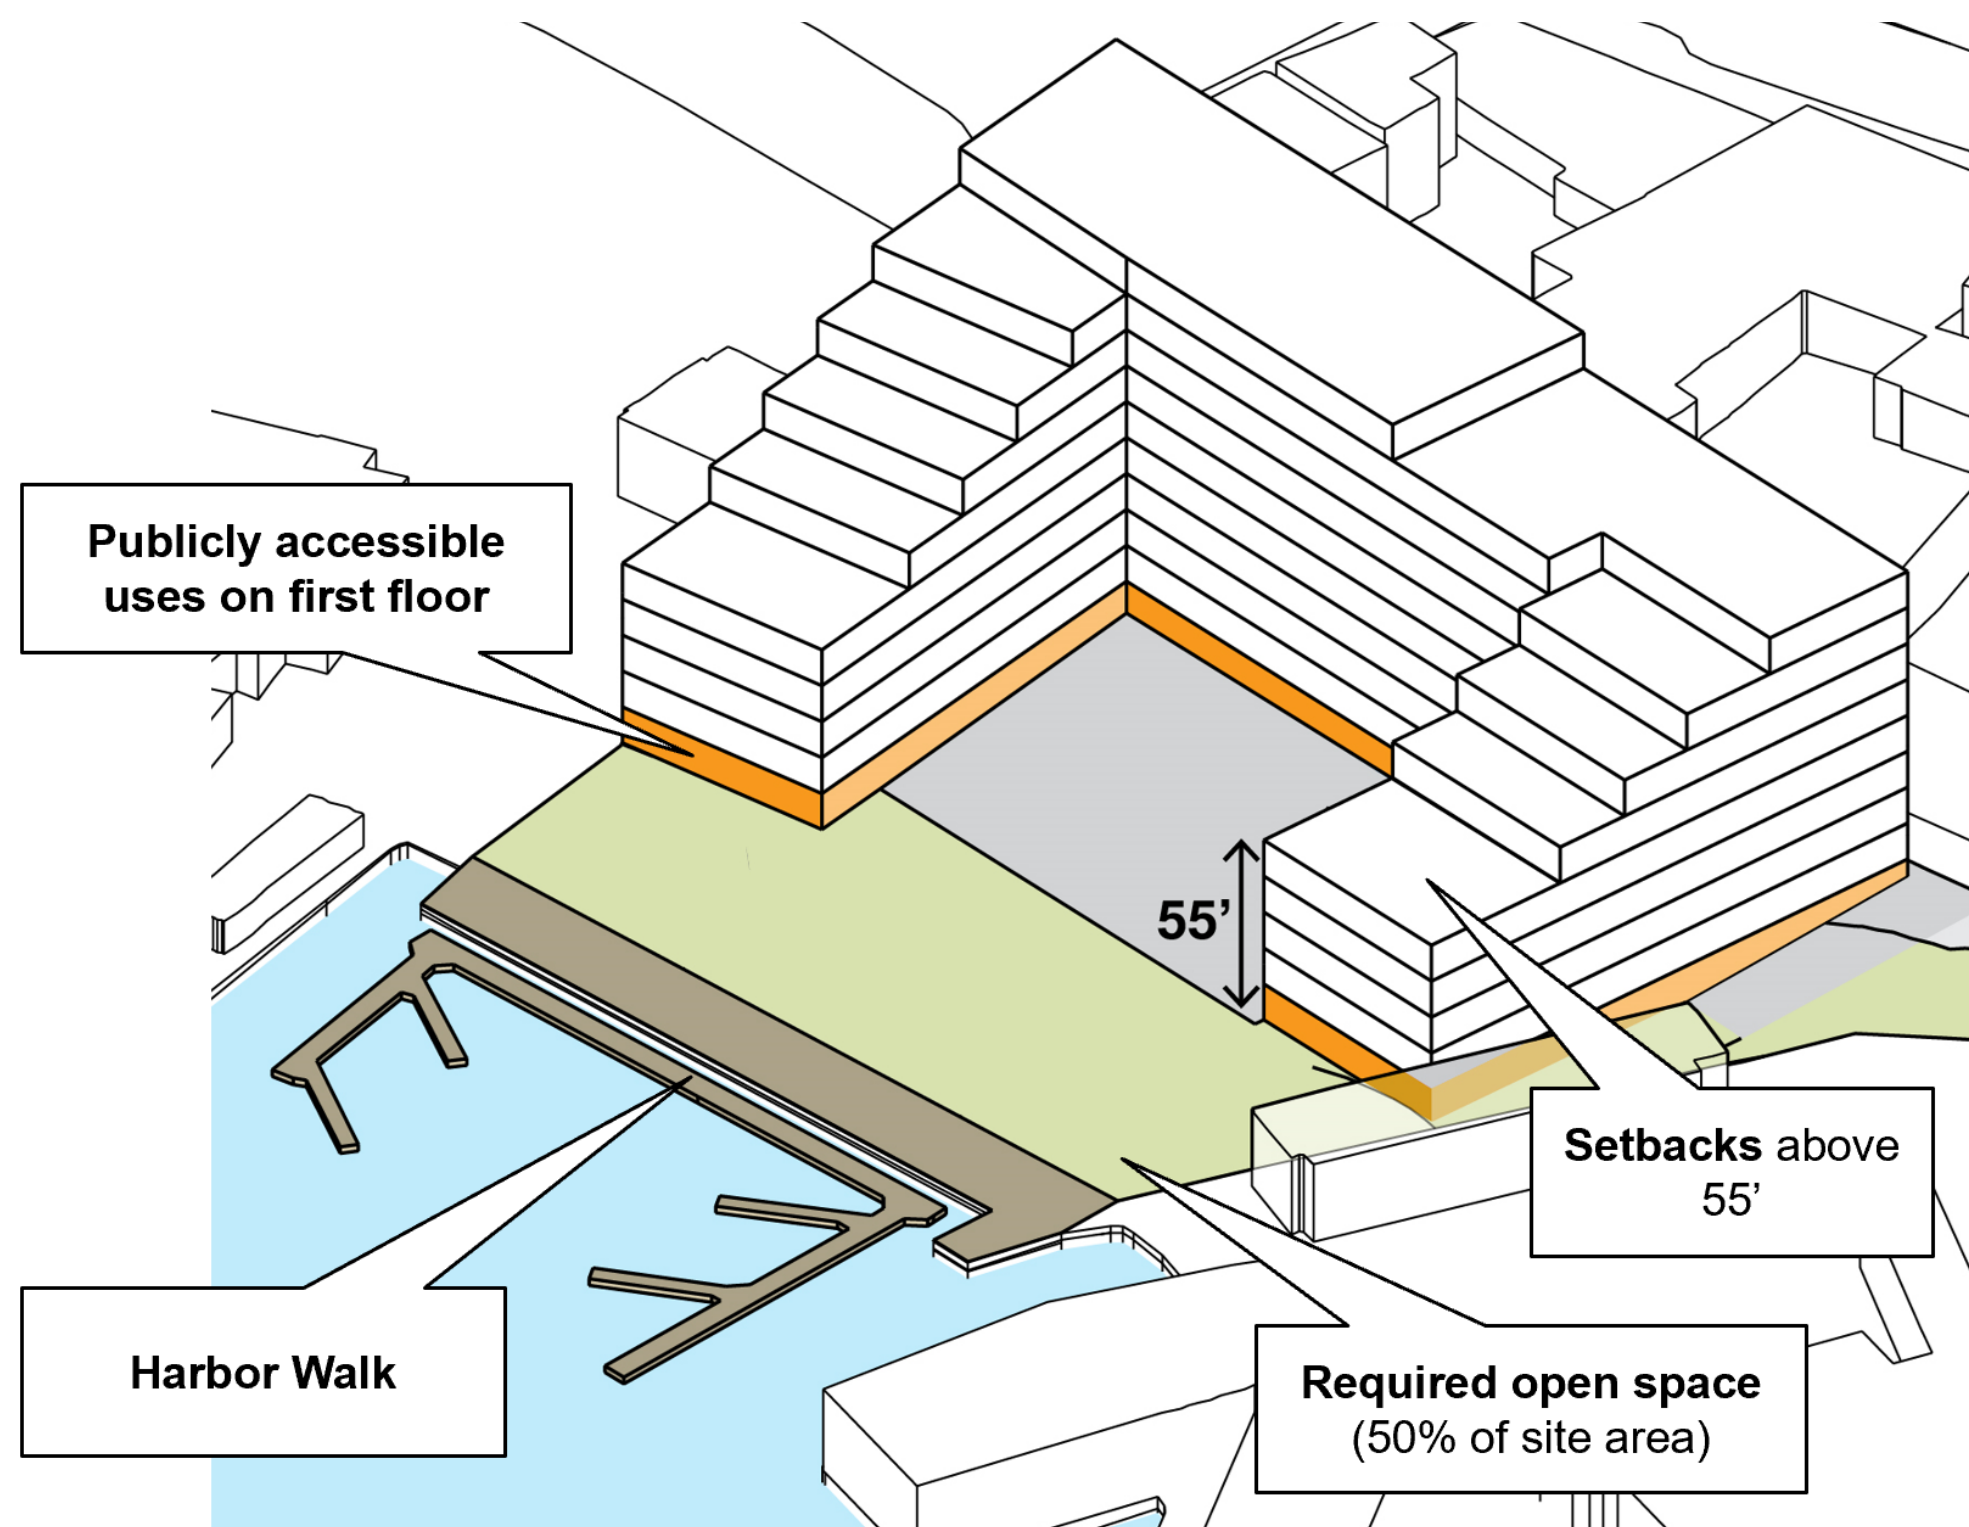 Publicly accessible
uses on first floor
55’
Setbacks above
55’
Harbor Walk
Required open space
(50% of site area)